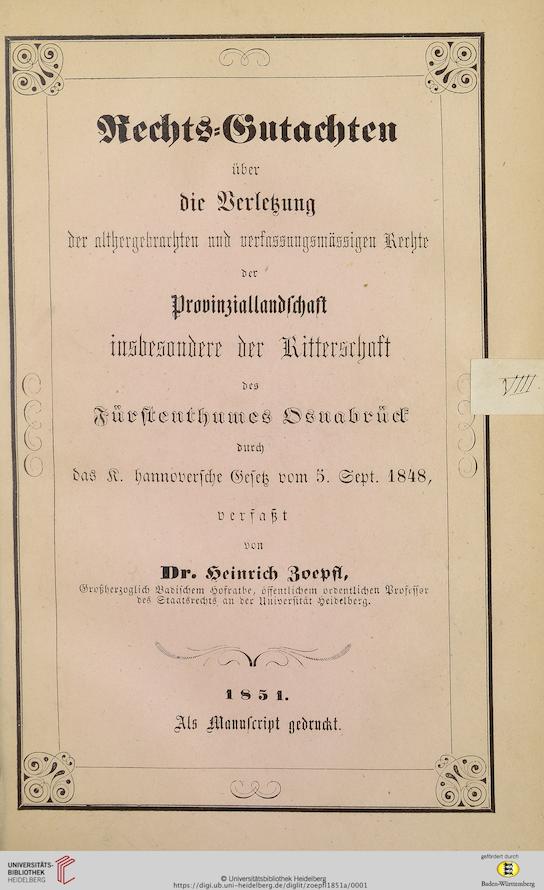 Rechts-Gutachten
über
die Verletzung
der althergebrachten und verfassungsmässigen Rechte
der
Provinziallandschaft
insbesondere der Ritterschaft
des
Fürstenthumes Osnabrück
durch
das K. hannoversche Gesetz vom 5. Sept. 1848,
verfaßt
von
Dr. Heinrich Zoepfl,
Großherzoglich Badischem Hofrathe, öffentlichem ordentlichen Professor
des Staatsrechts an der Universität Heidelberg.
1851.
Als Manuscript gedruckt.
VIII.
UNIVERSITÄTS-
BIBLIOTHEK
HEIDELBERG
© Universitätsbibliothek Heidelberg
https://digi.ub.uni-heidelberg.de/diglit/zoepfl1851a/0001
gefördert durch
Baden-Württemberg